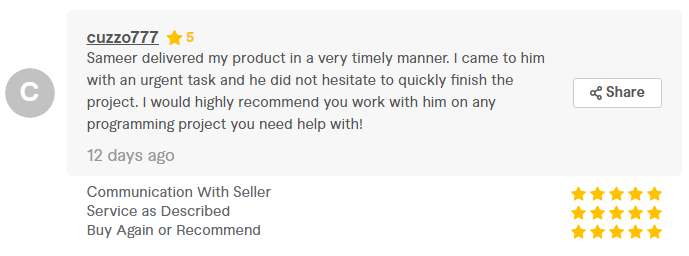 C
cuzzo777 5
Sameer delivered my product in a very timely manner. I came to him
with an urgent task and he did not hesitate to quickly finish the
project. I would highly recommend you work with him on any
programming project you need help with!
Share
12 days ago
Communication With Seller
Service as Described
Buy Again or Recommend